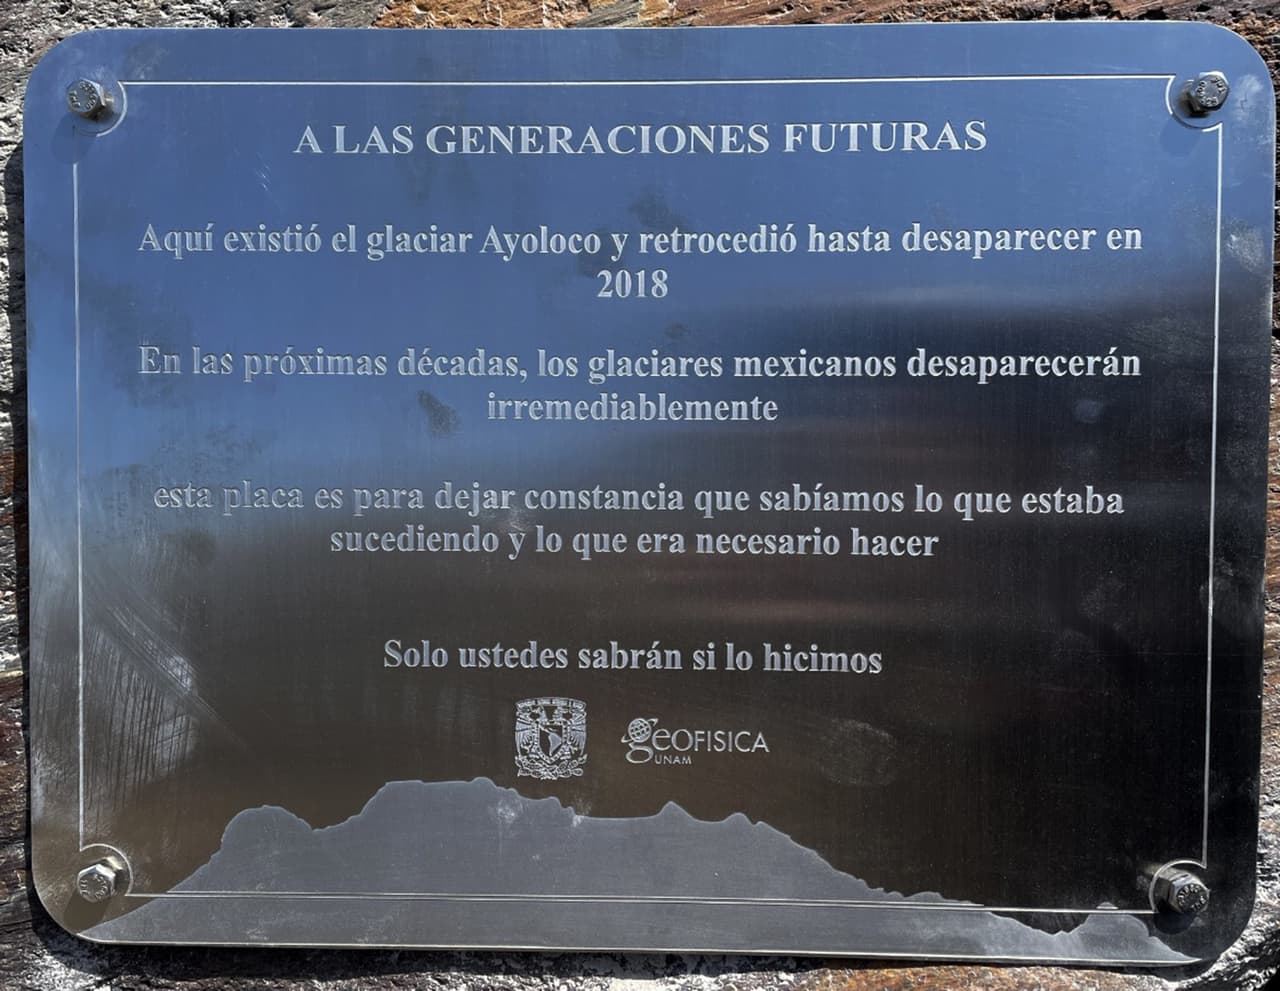 A LAS GENERACIONES FUTURAS
Aquí existió el glaciar Ayoloco y retrocedió hasta desaparecer en
2018
En las próximas décadas, los glaciares mexicanos desaparecerán
irremediablemente
esta placa es para dejar constancia que sabíamos lo que estaba
sucediendo y lo que era necesario hacer
Solo ustedes sabrán si lo hicimos
GEOFISICA
UNAM